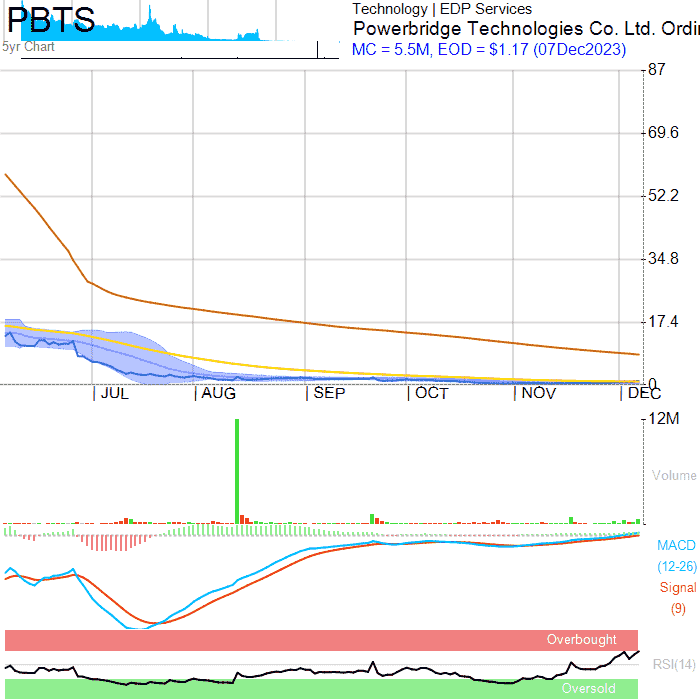 PBTS
5yr Chart
Technology | EDP Services
Powerbridge Technologies Co. Ltd. Ordi
MC = 5.5M, EOD = $1.17 (07Dec2023)
87
69.6
52.2
34.8
17.4
0
JUL AUG SEP OCT NOV DEC
12M
Volume
MACD
(12-26)
Signal
(9)
Overbought
RSI(14)
Oversold